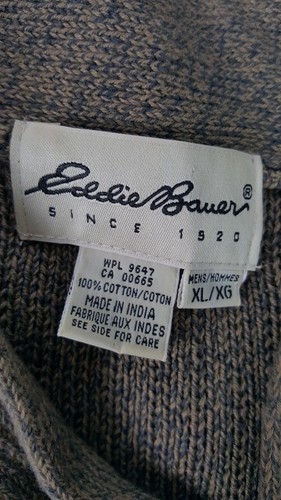 Eddie Bauer®
SINCE 1920
WPL 9647
CA 00665
100% COTTON/COTON
MADE IN INDIA
FABRIQUE AUX INDES
SEE SIDE FOR CARE
MENS/HOMMES
XL/XG